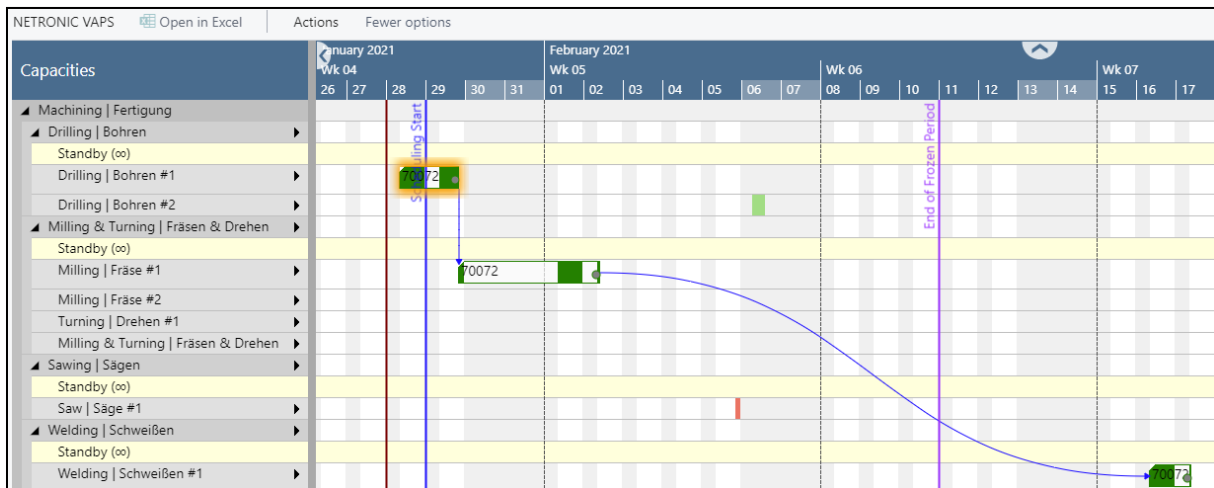 NETRONIC VAPS Open in Excel Actions Fewer options
Capacities
anuary 2021 February 2021
Wk 04 Wk 05 Wk 06 Wk 07
26 27 28 29 30 31 01 02 03 04 05 06 07 08 09 10 11 12 13 14 15 16 17
Machining | Fertigung
Drilling | Bohren
Standby (∞)
Drilling | Bohren #1
70072
Drilling | Bohren #2
Milling & Turning | Fräsen & Drehen
Standby (∞)
Milling | Fräse #1
70072
Milling | Fräse #2
Turning | Drehen #1
Milling & Turning | Fräsen & Drehen
Sawing | Sägen
Standby (∞)
Saw | Säge #1
Welding | Schweißen
Standby (∞)
Welding | Schweißen #1
70072
Scheduling Start
End of Frozen Period